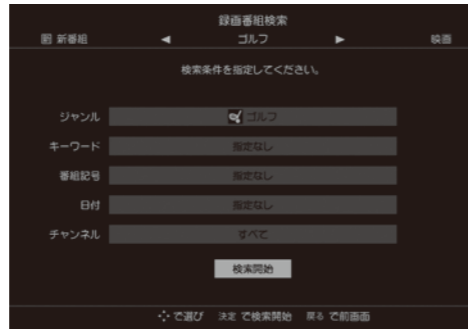 録画番組検索
新 新番組 ◀ ゴルフ ▶ 映画
検索条件を指定してください。
ジャンル ゴルフ
キーワード 指定なし
番組記号 指定なし
日付 指定なし
チャンネル すべて
検索開始
で選び 決定 で検索開始 戻る で前画面